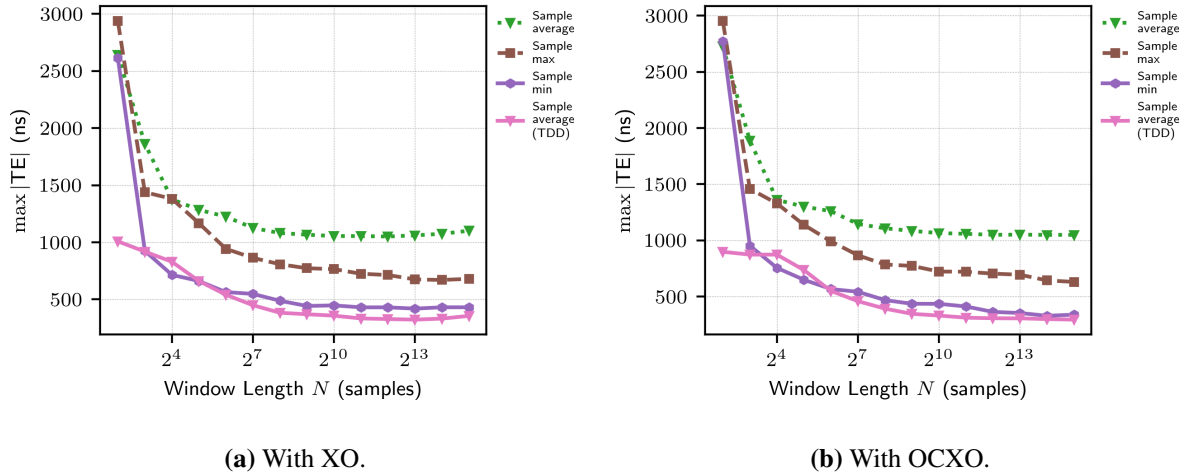 3000
2500
2000
1500
1000
500
max |TE| (ns)
2^4
2^7
2^10
2^13
Window Length N (samples)
Sample
average
Sample
max
Sample
min
Sample
average
(TDD)
(a) With XO.
3000
2500
2000
1500
1000
500
max |TE| (ns)
2^4
2^7
2^10
2^13
Window Length N (samples)
Sample
average
Sample
max
Sample
min
Sample
average
(TDD)
(b) With OCXO.